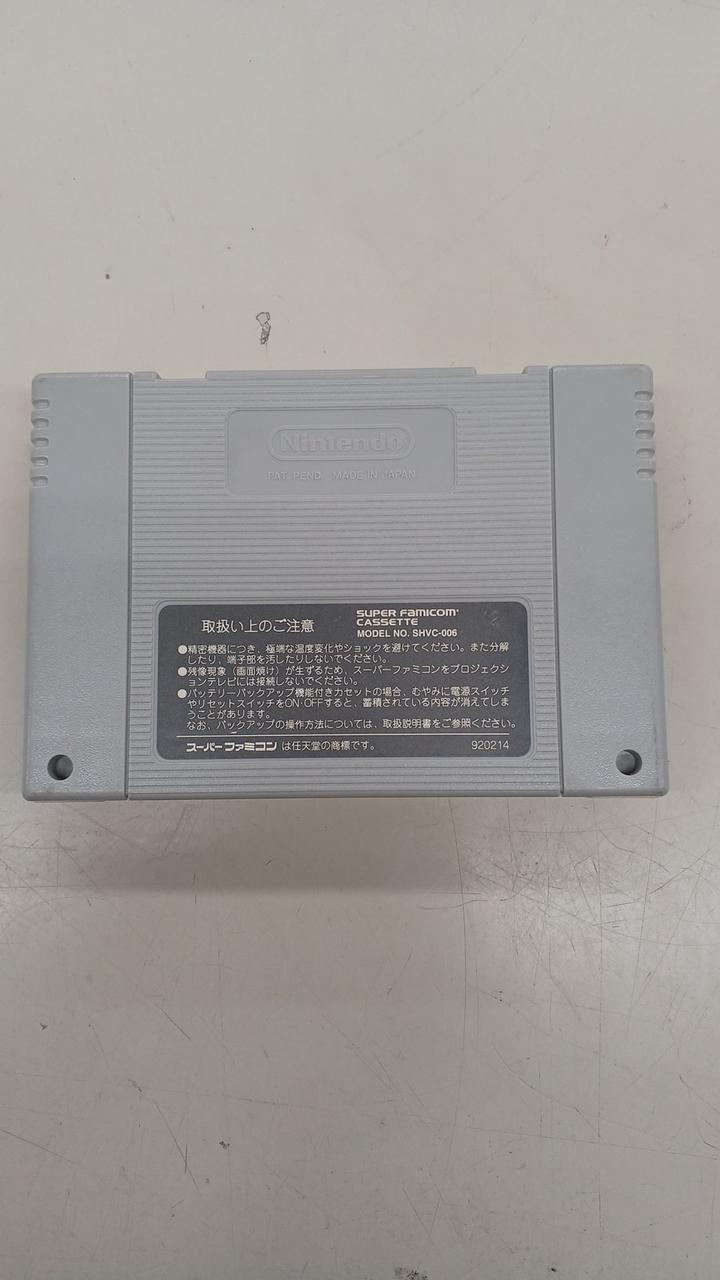 Nintendo
PAT. PEND. MADE IN JAPAN
取扱い上のご注意
SUPER FAMICOM
CASSETTE
MODEL NO. SHVC-006
●精密機器につき、極端な温度変化やショックを避けてください。また分解
したり、端子部を汚したりしないでください。
●残像現象（画面焼け）が生ずるため、スーパーファミコンをプロジェクシ
ョンテレビには接続しないでください。
●バッテリーバックアップ機能付きカセットの場合、むやみに電源スイッチ
やリセットスイッチをON・OFFすると、蓄積されている内容が消えてしま
うことがあります。
なお、バックアップの操作方法については、取扱説明書をご参照ください。
スーパーファミコン は任天堂の商標です。 920214